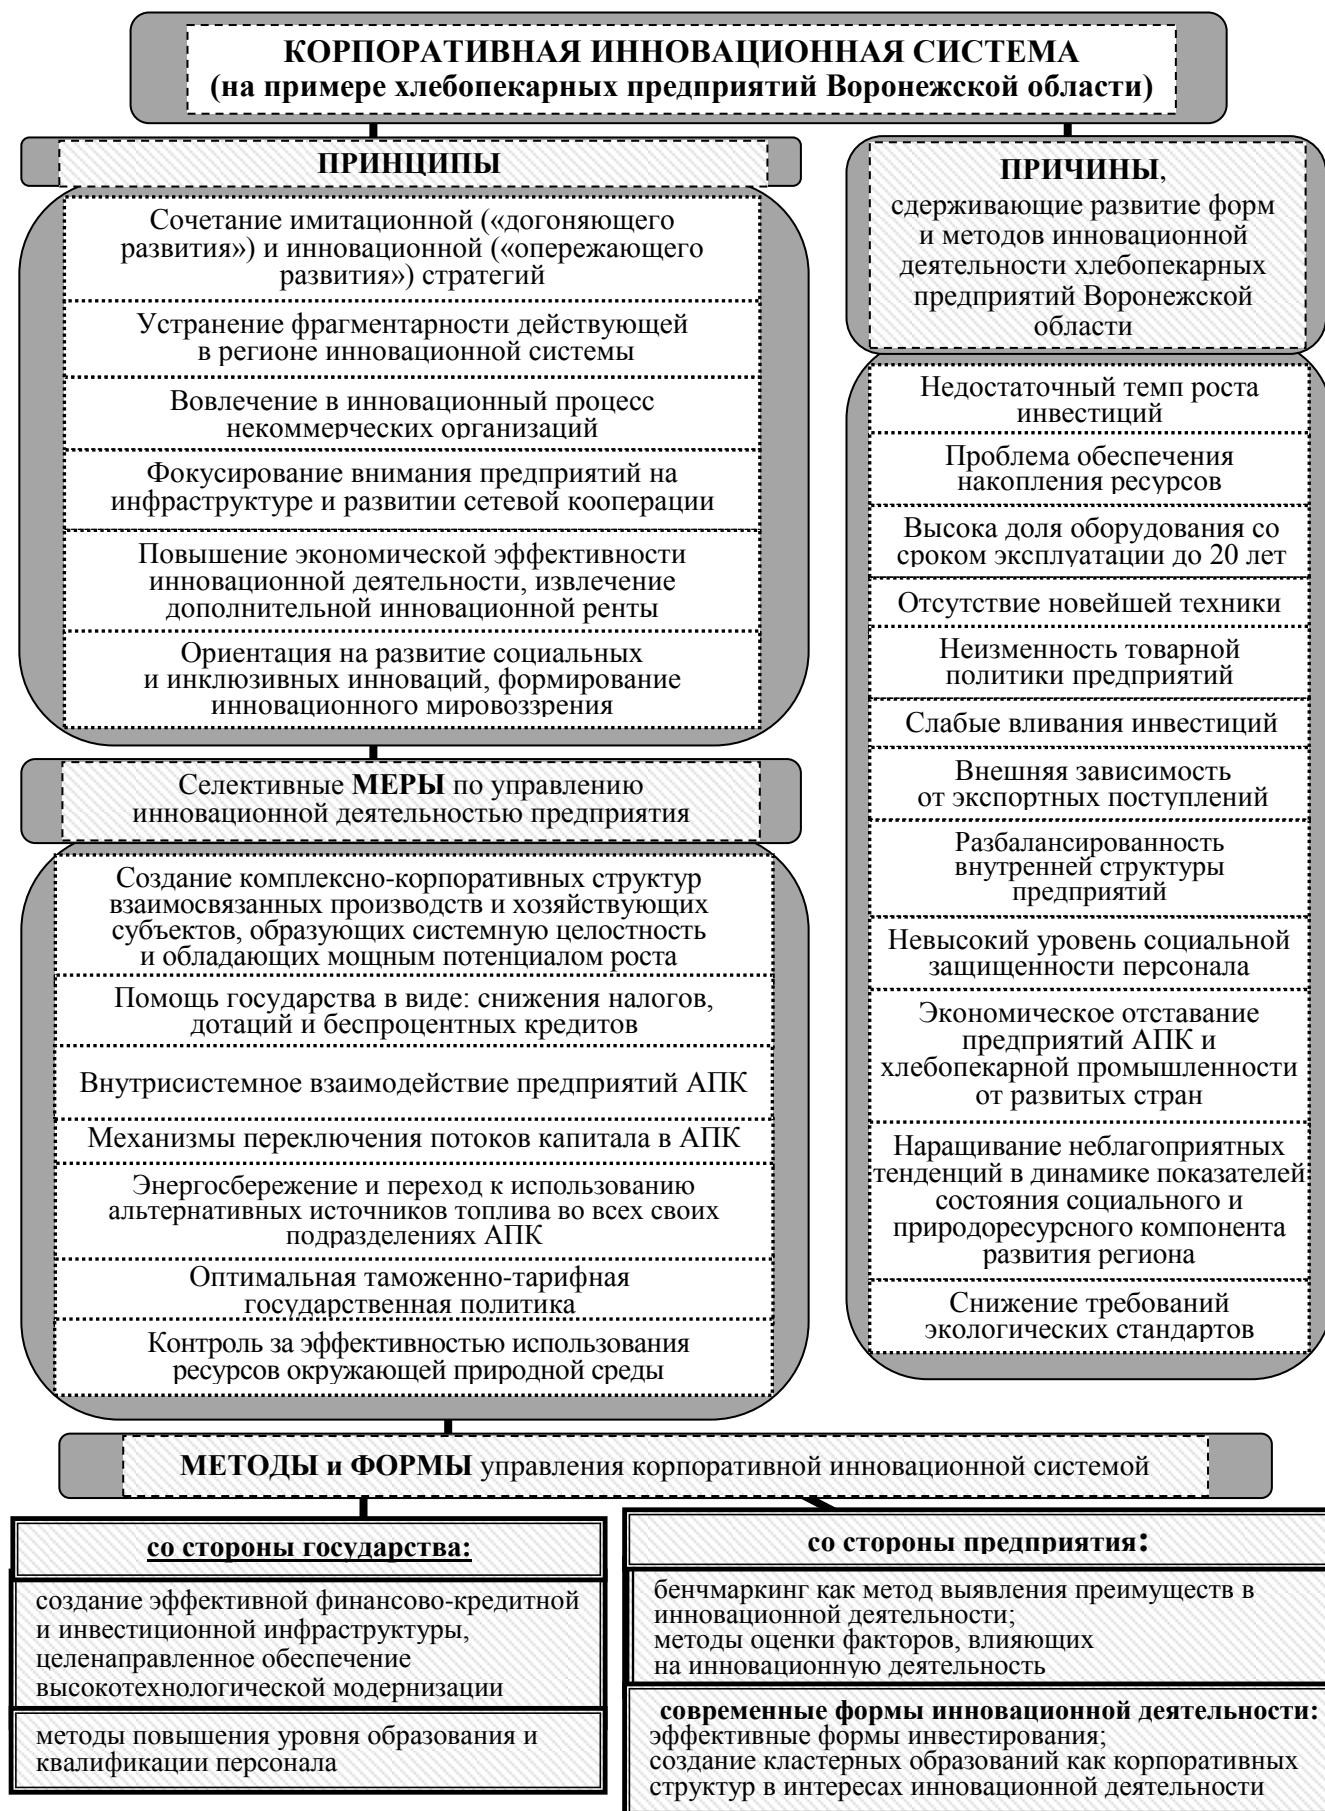 КОРПОРАТИВНАЯ ИННОВАЦИОННАЯ СИСТЕМА
(на примере хлебопекарных предприятий Воронежской области)
ПРИНЦИПЫ
Сочетание имитационной («догоняющего
развития») и инновационной («опережающего
развития») стратегий
Устранение фрагментарности действующей
в регионе инновационной системы
Вовлечение в инновационный процесс
некоммерческих организаций
Фокусирование внимания предприятий на
инфраструктуре и развитии сетевой кооперации
Повышение экономической эффективности
инновационной деятельности, извлечение
дополнительной инновационной ренты
Ориентация на развитие социальных
и инклюзивных инноваций, формирование
инновационного мировоззрения
Селективные МЕРЫ по управлению
инновационной деятельностью предприятия
Создание комплексно-корпоративных структур
взаимосвязанных производств и хозяйствующих
субъектов, образующих системную целостность
и обладающих мощным потенциалом роста
Помощь государства в виде: снижения налогов,
дотаций и беспроцентных кредитов
Внутрисистемное взаимодействие предприятий АПК
Механизмы переключения потоков капитала в АПК
Энергосбережение и переход к использованию
альтернативных источников топлива во всех своих
подразделениях АПК
Оптимальная таможенно-тарифная
государственная политика
Контроль за эффективностью использования
ресурсов окружающей природной среды
ПРИЧИНЫ,
сдерживающие развитие форм
и методов инновационной
деятельности хлебопекарных
предприятий Воронежской
области
Недостаточный темп роста
инвестиций
Проблема обеспечения
накопления ресурсов
Высока доля оборудования со
сроком эксплуатации до 20 лет
Отсутствие новейшей техники
Неизменность товарной
политики предприятий
Слабые вливания инвестиций
Внешняя зависимость
от экспортных поступлений
Разбалансированность
внутренней структуры
предприятий
Невысокий уровень социальной
защищенности персонала
Экономическое отставание
предприятий АПК и
хлебопекарной промышленности
от развитых стран
Наращивание неблагоприятных
тенденций в динамике показателей
состояния социального и
природоресурсного компонента
развития региона
Снижение требований
экологических стандартов
МЕТОДЫ и ФОРМЫ управления корпоративной инновационной системой
со стороны государства:
создание эффективной финансово-кредитной
и инвестиционной инфраструктуры,
целенаправленное обеспечение
высокотехнологической модернизации
методы повышения уровня образования и
квалификации персонала
со стороны предприятия:
бенчмаркинг как метод выявления преимуществ в
инновационной деятельности;
методы оценки факторов, влияющих
на инновационную деятельность
современные формы инновационной деятельности:
эффективные формы инвестирования;
создание кластерных образований как корпоративных
структур в интересах инновационной деятельности